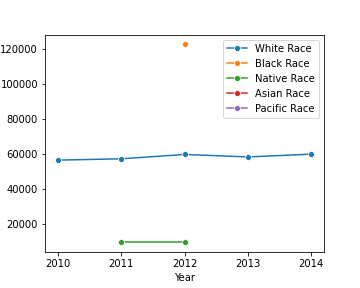 120000
100000
80000
60000
40000
20000
White Race
Black Race
Native Race
Asian Race
Pacific Race
2010 2011 2012 2013 2014
Year